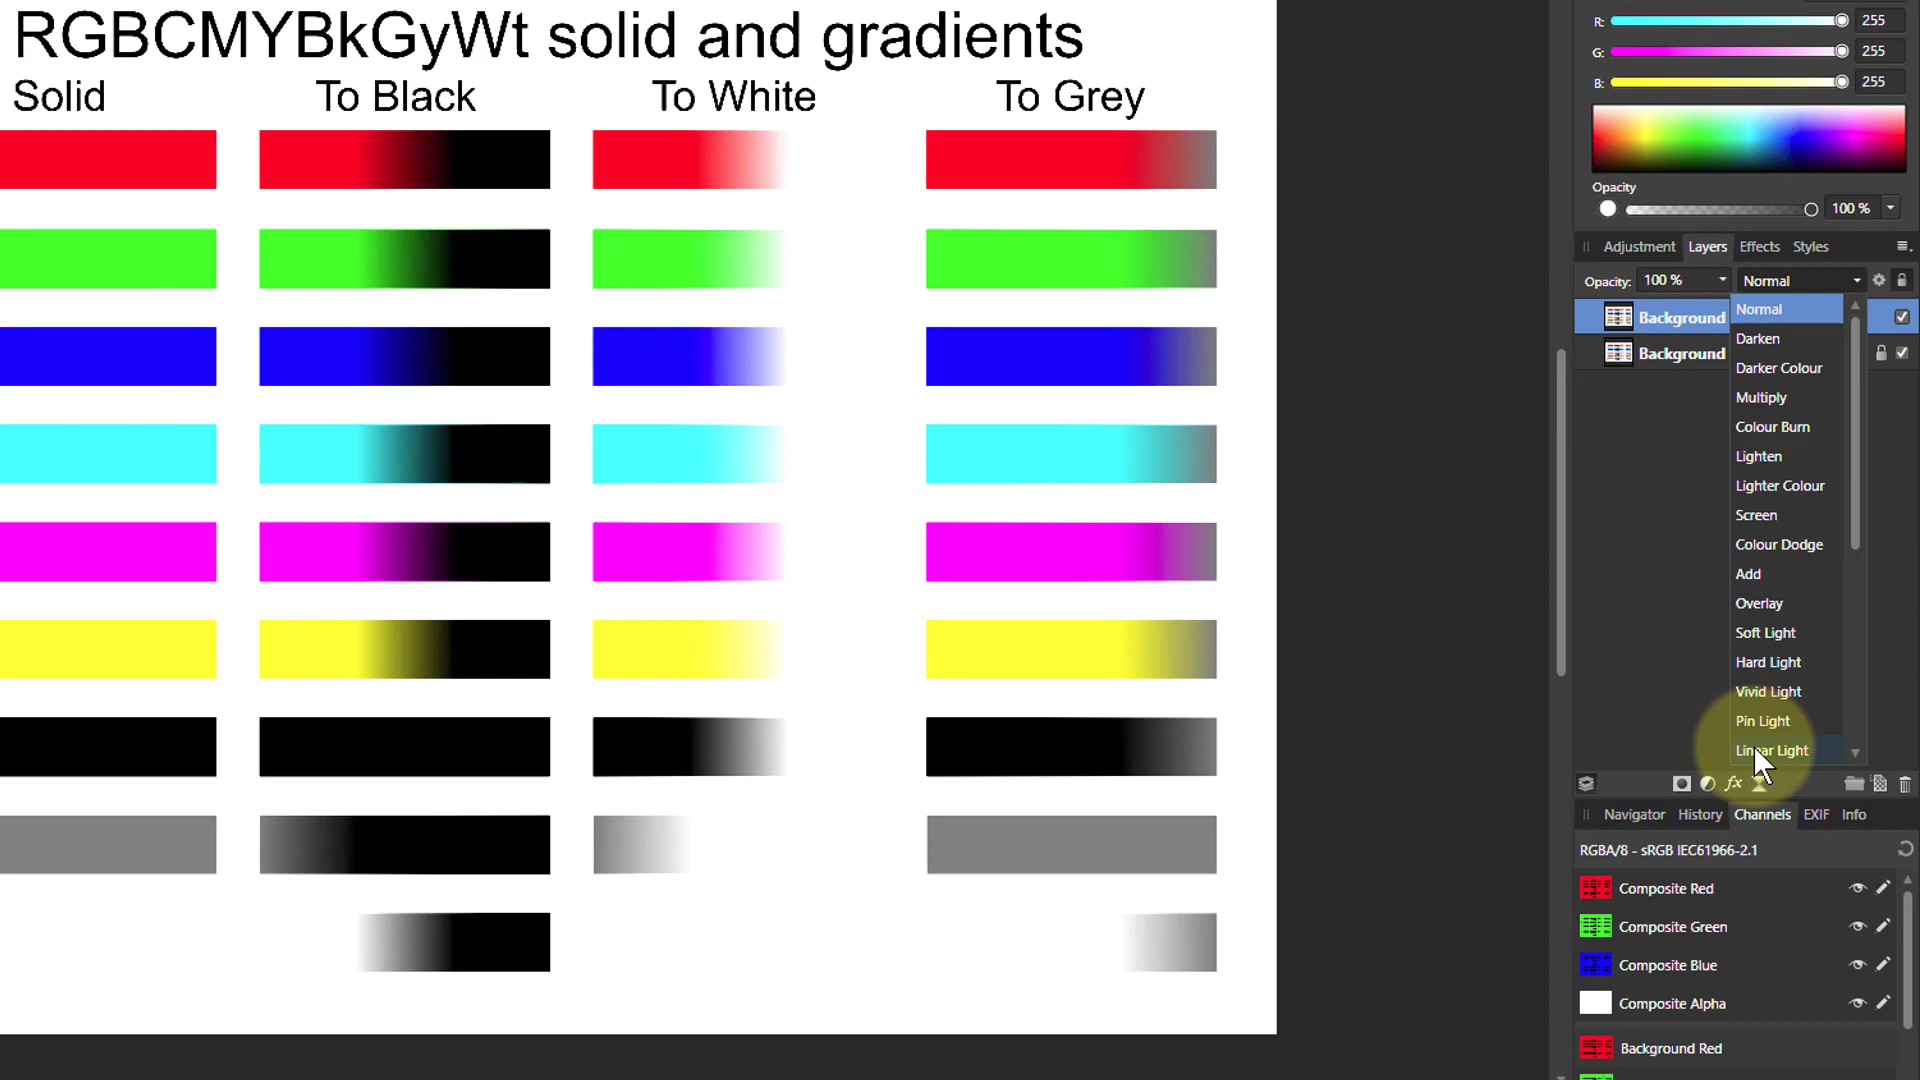 RGBCMYBkGyWt solid and gradients
Solid
To Black
To White
To Grey
R:
255
G:
255
B:
255
Opacity
100 %
Adjustment
Layers
Effects
Styles
Opacity:
100 %
Normal
Background
Background
Normal
Darken
Darker Colour
Multiply
Colour Burn
Lighten
Lighter Colour
Screen
Colour Dodge
Add
Overlay
Soft Light
Hard Light
Vivid Light
Pin Light
Linear Light
fx
Navigator
History
Channels
EXIF
Info
RGBA/8 - sRGB IEC61966-2.1
Composite Red
Composite Green
Composite Blue
Composite Alpha
Background Red